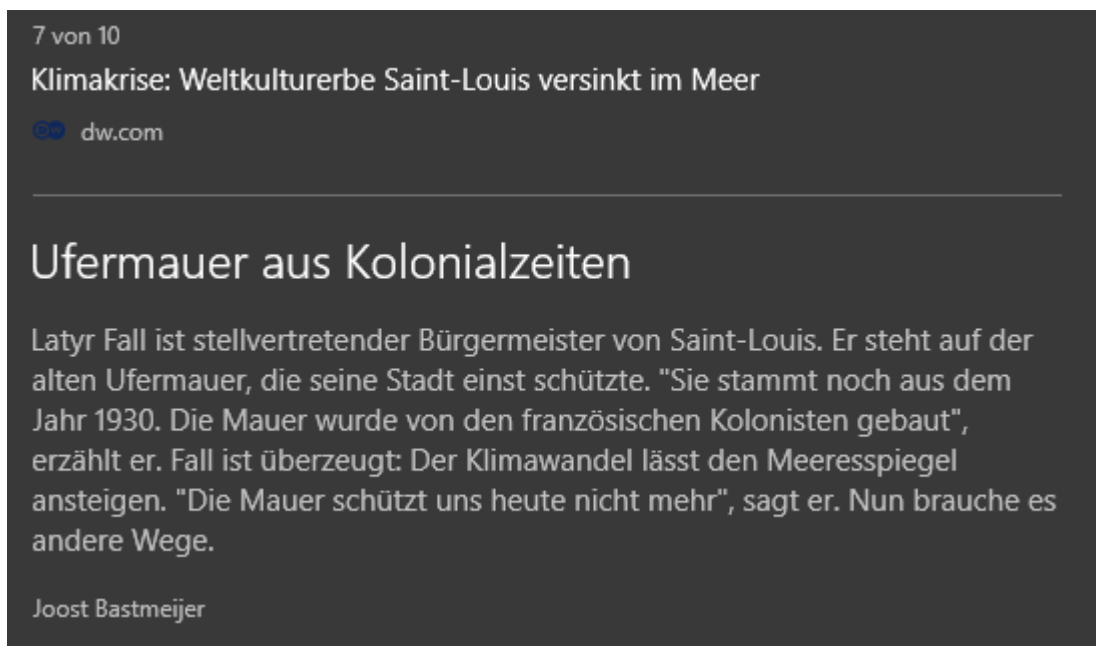 7 von 10
Klimakrise: Weltkulturerbe Saint-Louis versinkt im Meer
DW dw.com
Ufermauer aus Kolonialzeiten
Latyr Fall ist stellvertretender Bürgermeister von Saint-Louis. Er steht auf der
alten Ufermauer, die seine Stadt einst schützte. "Sie stammt noch aus dem
Jahr 1930. Die Mauer wurde von den französischen Kolonisten gebaut",
erzählt er. Fall ist überzeugt: Der Klimawandel lässt den Meeresspiegel
ansteigen. "Die Mauer schützt uns heute nicht mehr", sagt er. Nun brauche es
andere Wege.
Joost Bastmeijer